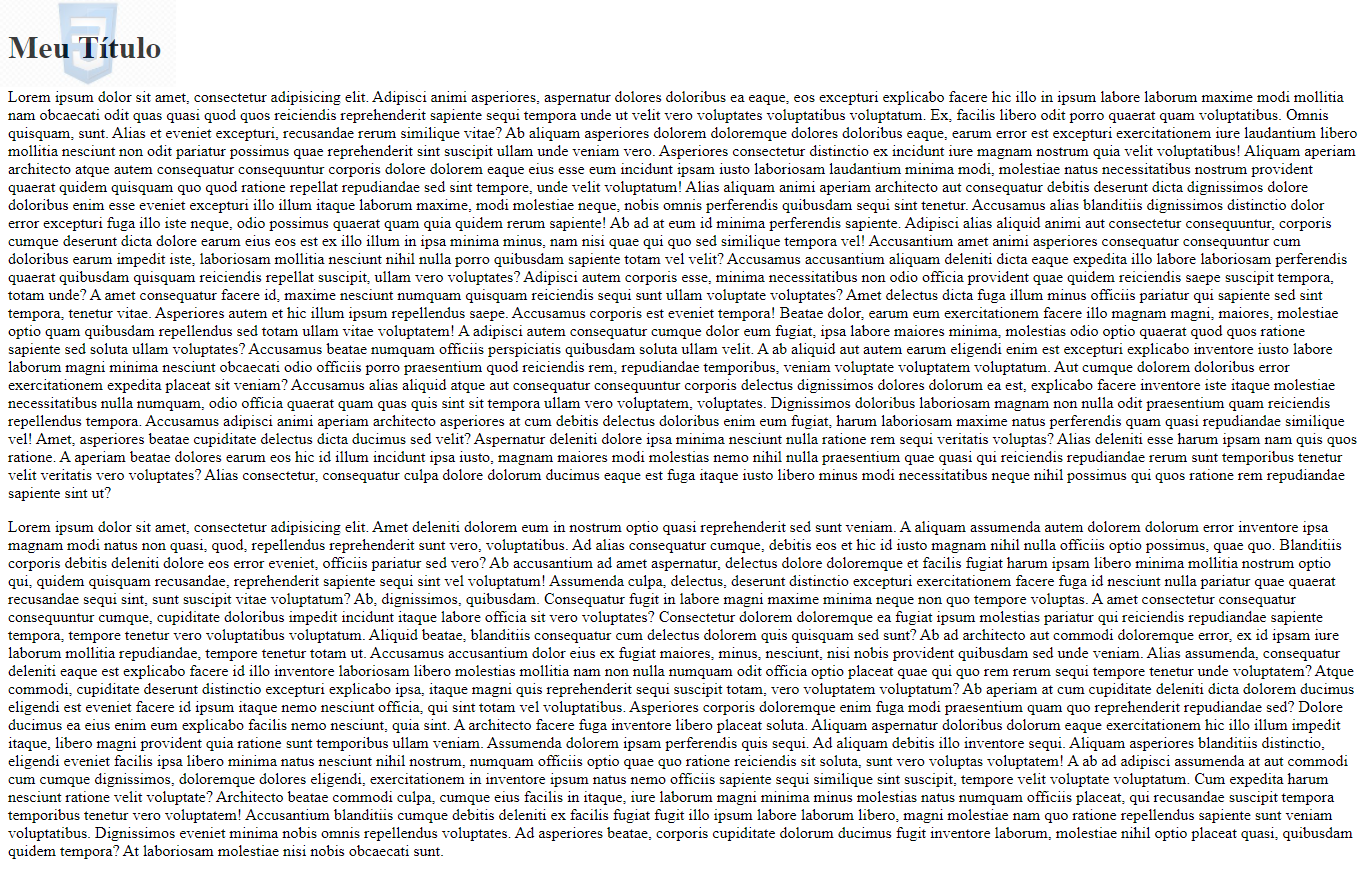 Meu Título
Lorem ipsum dolor sit amet, consectetur adipisicing elit. Adipisci animi asperiores, aspernatur dolores doloribus ea eaque, eos excepturi explicabo facere hic illo in ipsum labore laborum maxime modi mollitia
nam obcaecati odit quas quasi quod quos reiciendis reprehenderit sapiente sequi tempora unde ut velit vero voluptates voluptatibus voluptatum. Ex, facilis libero odit porro quaerat quam voluptatibus. Omnis
quisquam, sunt. Alias et eveniet excepturi, recusandae rerum similique vitae? Ab aliquam asperiores dolorem doloremque dolores doloribus eaque, earum error est excepturi exercitationem iure laudantium libero
mollitia nesciunt non odit pariatur possimus quae reprehenderit sint suscipit ullam unde veniam vero. Asperiores consectetur distinctio ex incidunt iure magnam nostrum quia velit voluptatibus! Aliquam aperiam
architecto atque autem consequatur consequuntur corporis dolore dolorem eaque eius esse eum incidunt ipsam iusto laboriosam laudantium minima modi, molestiae natus necessitatibus nostrum provident
quaerat quidem quisquam quo quod ratione repellat repudiandae sed sint tempore, unde velit voluptatum! Alias aliquam animi aperiam architecto aut consequatur debitis deserunt dicta dignissimos dolore
doloribus enim esse eveniet excepturi illo illum itaque laborum maxime, modi molestiae neque, nobis omnis perferendis quibusdam sequi sint tenetur. Accusamus alias blanditiis dignissimos distinctio dolor
error excepturi fuga illo iste neque, odio possimus quaerat quam quia quidem rerum sapiente! Ab ad at eum id minima perferendis sapiente. Adipisci alias aliquid animi aut consectetur consequuntur, corporis
cumque deserunt dicta dolore earum eius eos est ex illo illum in ipsa minima minus, nam nisi quae qui quo sed similique tempora vel! Accusantium amet animi asperiores consequatur consequuntur cum
doloribus earum impedit iste, laboriosam mollitia nesciunt nihil nulla porro quibusdam sapiente totam vel velit? Accusamus accusantium aliquam deleniti dicta eaque expedita illo labore laboriosam perferendis
quaerat quibusdam quisquam reiciendis repellat suscipit, ullam vero voluptates? Adipisci autem corporis esse, minima necessitatibus non odio officia provident quae quidem reiciendis saepe suscipit tempora,
totam unde? A amet consequatur facere id, maxime nesciunt numquam quisquam reiciendis sequi sunt ullam voluptate voluptates? Amet delectus dicta fuga illum minus officiis pariatur qui sapiente sed sint
tempora, tenetur vitae. Asperiores autem et hic illum ipsum repellendus saepe. Accusamus corporis est eveniet tempora! Beatae dolor, earum eum exercitationem facere illo magnam magni, maiores, molestiae
optio quam quibusdam repellendus sed totam ullam vitae voluptatem! A adipisci autem consequatur cumque dolor eum fugiat, ipsa labore maiores minima, molestias odio optio quaerat quod quos ratione
sapiente sed soluta ullam voluptates? Accusamus beatae numquam officiis perspiciatis quibusdam soluta ullam velit. A ab aliquid aut autem earum eligendi enim est excepturi explicabo inventore iusto labore
laborum magni minima nesciunt obcaecati odio officiis porro praesentium quod reiciendis rem, repudiandae temporibus, veniam voluptate voluptatem voluptatum. Aut cumque dolorem doloribus error
exercitationem expedita placeat sit veniam? Accusamus alias aliquid atque aut consequatur consequuntur corporis delectus dignissimos dolores dolorum ea est, explicabo facere inventore iste itaque molestiae
necessitatibus nulla numquam, odio officia quaerat quam quas quis sint sit tempora ullam vero voluptatem, voluptates. Dignissimos doloribus laboriosam magnam non nulla odit praesentium quam reiciendis
repellendus tempora. Accusamus adipisci animi aperiam architecto asperiores at cum debitis delectus doloribus enim eum fugiat, harum laboriosam maxime natus perferendis quam quasi repudiandae similique
vel! Amet, asperiores beatae cupiditate delectus dicta ducimus sed velit? Aspernatur deleniti dolore ipsa minima nesciunt nulla ratione rem sequi veritatis voluptas? Alias deleniti esse harum ipsam nam quis quos
ratione. A aperiam beatae dolores earum eos hic id illum incidunt ipsa iusto, magnam maiores modi molestias nemo nihil nulla praesentium quae quasi qui reiciendis repudiandae rerum sunt temporibus tenetur
velit veritatis vero voluptates? Alias consectetur, consequatur culpa dolore dolorum ducimus eaque est fuga itaque iusto libero minus modi necessitatibus neque nihil possimus qui quos ratione rem repudiandae
sapiente sint ut?
Lorem ipsum dolor sit amet, consectetur adipisicing elit. Amet deleniti dolorem eum in nostrum optio quasi reprehenderit sed sunt veniam. A aliquam assumenda autem dolorem dolorum error inventore ipsa
magnam modi natus non quasi, quod, repellendus reprehenderit sunt vero, voluptatibus. Ad alias consequatur cumque, debitis eos et hic id iusto magnam nihil nulla officiis optio possimus, quae quo. Blanditiis
corporis debitis deleniti dolore eos error eveniet, officiis pariatur sed vero? Ab accusantium ad amet aspernatur, delectus dolore doloremque et facilis fugiat harum ipsam libero minima mollitia nostrum optio
qui, quidem quisquam recusandae, reprehenderit sapiente sequi sint vel voluptatum! Assumenda culpa, delectus, deserunt distinctio excepturi exercitationem facere fuga id nesciunt nulla pariatur quae quaerat
recusandae sequi sint, sunt suscipit vitae voluptatum? Ab, dignissimos, quibusdam. Consequatur fugit in labore magni maxime minima neque non quo tempore voluptas. A amet consectetur consequatur
consequuntur cumque, cupiditate doloribus impedit incidunt itaque labore officia sit vero voluptates? Consectetur dolorem doloremque ea fugiat ipsum molestias pariatur qui reiciendis repudiandae sapiente
tempora, tempore tenetur vero voluptatibus voluptatum. Aliquid beatae, blanditiis consequatur cum delectus dolorem quis quisquam sed sunt? Ab ad architecto aut commodi doloremque error, ex id ipsam iure
laborum mollitia repudiandae, tempore tenetur totam ut. Accusamus accusantium dolor eius ex fugiat maiores, minus, nesciunt, nisi nobis provident quibusdam sed unde veniam. Alias assumenda, consequatur
deleniti eaque est explicabo facere id illo inventore laboriosam libero molestias mollitia nam non nulla numquam odit officia optio placeat quae qui quo rem rerum sequi tempore tenetur unde voluptatem? Atque
commodi, cupiditate deserunt distinctio excepturi explicabo ipsa, itaque magni quis reprehenderit sequi suscipit totam, vero voluptatem voluptatum? Ab aperiam at cum cupiditate deleniti dicta dolorem ducimus
eligendi est eveniet facere id ipsum itaque nemo nesciunt officia, qui sint totam vel voluptatibus. Asperiores corporis doloremque enim fuga modi praesentium quam quo reprehenderit repudiandae sed? Dolore
ducimus ea eius enim eum explicabo facilis nemo nesciunt, quia sint. A architecto facere fuga inventore libero placeat soluta. Aliquam aspernatur doloribus dolorum eaque exercitationem hic illo illum impedit
itaque, libero magni provident quia ratione sunt temporibus ullam veniam. Assumenda dolorem ipsam perferendis quis sequi. Ad aliquam debitis illo inventore sequi. Aliquam asperiores blanditiis distinctio,
eligendi eveniet facilis ipsa libero minima natus nesciunt nihil nostrum, numquam officiis optio quae quo ratione reiciendis sit soluta, sunt vero voluptas voluptatem! A ab ad adipisci assumenda at aut commodi
cum cumque dignissimos, doloremque dolores eligendi, exercitationem in inventore ipsum natus nemo officiis sapiente sequi similique sint suscipit, tempore velit voluptate voluptatum. Cum expedita harum
nesciunt ratione velit voluptate? Architecto beatae commodi culpa, cumque eius facilis in itaque, iure laborum magni minima minus molestias natus numquam officiis placeat, qui recusandae suscipit tempora
temporibus tenetur vero voluptatem! Accusantium blanditiis cumque debitis deleniti ex facilis fugiat fugit illo ipsum labore laborum libero, magni molestiae nam quo ratione repellendus sapiente sunt veniam
voluptatibus. Dignissimos eveniet minima nobis omnis repellendus voluptates. Ad asperiores beatae, corporis cupiditate dolorum ducimus fugit inventore laborum, molestiae nihil optio placeat quasi, quibusdam
quidem tempora? At laboriosam molestiae nisi nobis obcaecati sunt.